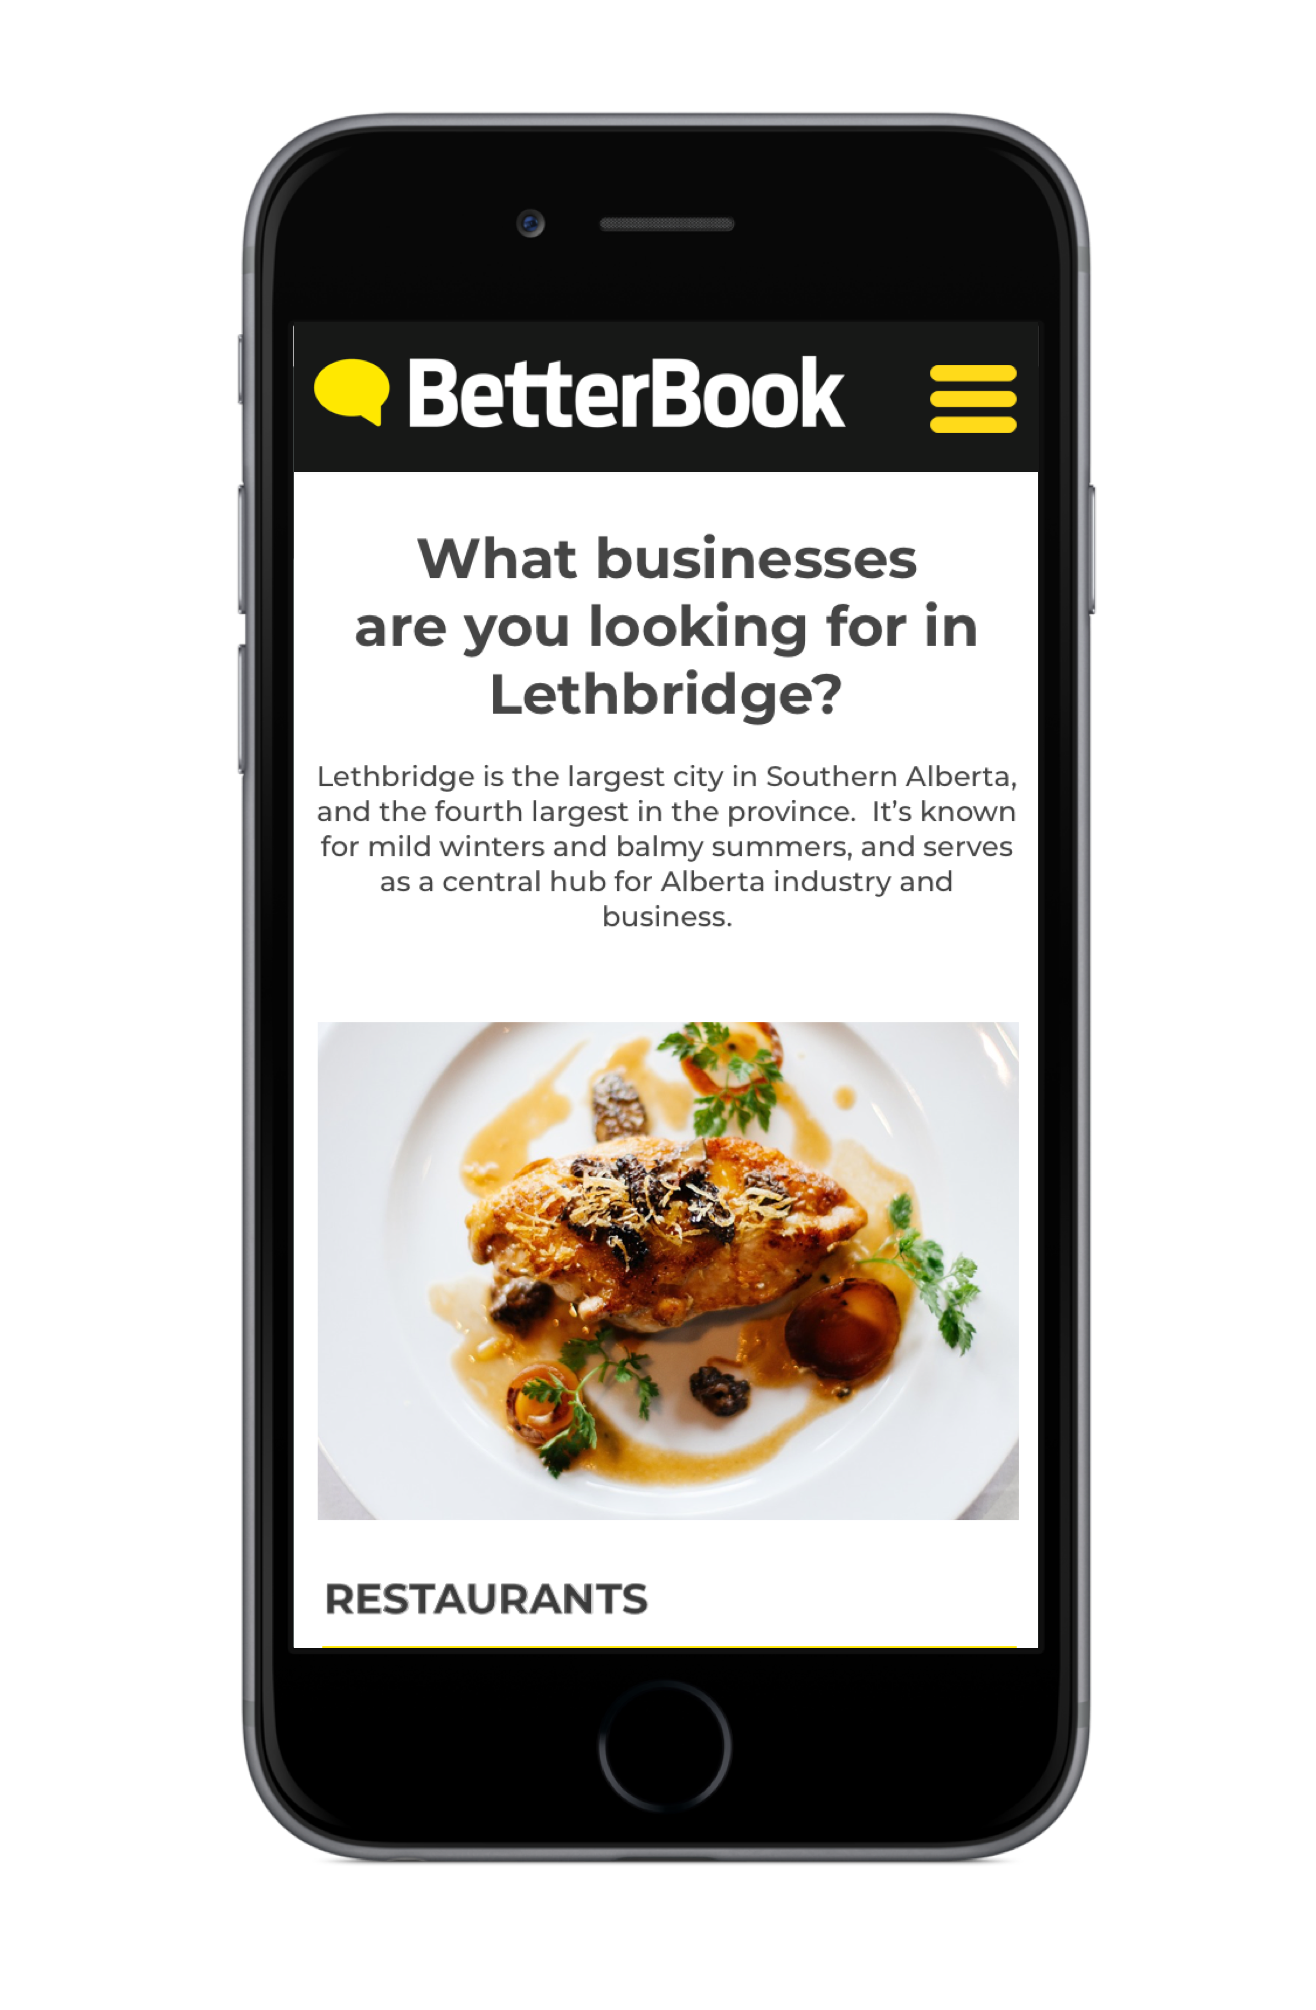 BetterBook
What businesses
are you looking for in
Lethbridge?
Lethbridge is the largest city in Southern Alberta,
and the fourth largest in the province.  It’s known
for mild winters and balmy summers, and serves
as a central hub for Alberta industry and
business.
RESTAURANTS